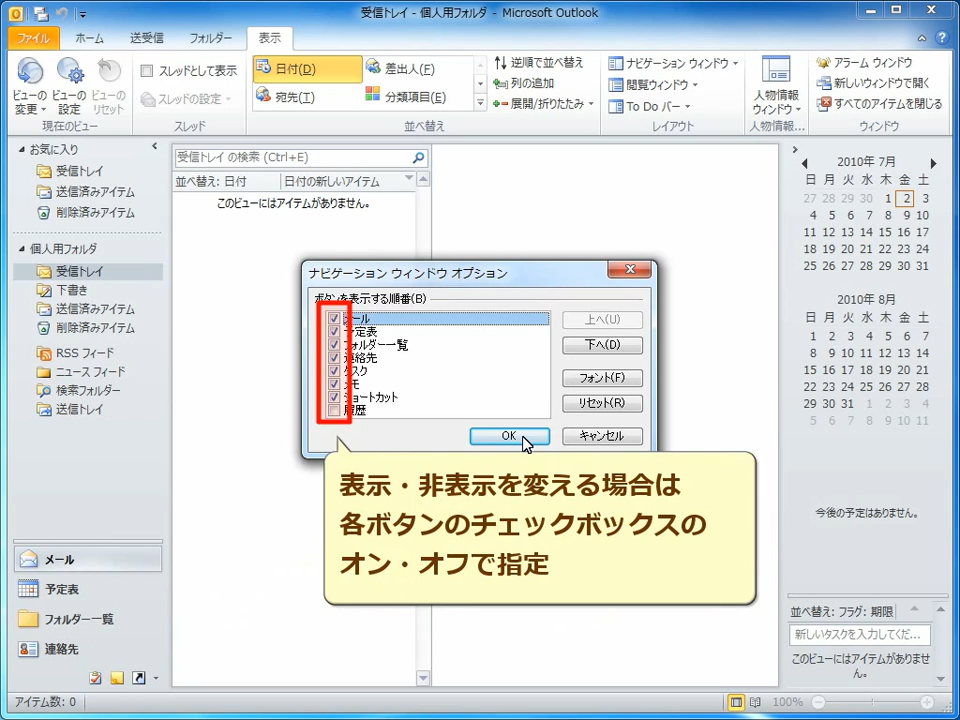 受信トレイ - 個人用フォルダ - Microsoft Outlook
ファイル ホーム 送受信 フォルダー 表示
ビューの変更 ビューの設定 ビューのリセット
現在のビュー
スレッドとして表示
スレッドの設定
スレッド
日付(D) 差出人(F)
宛先(T) 分類項目(E)
逆順で並べ替え
列の追加
展開/折りたたみ
並べ替え
ナビゲーション ウィンドウ
閲覧ウィンドウ
To Do バー
レイアウト
人物情報ウィンドウ
人物情報...
アラーム ウィンドウ
新しいウィンドウで開く
すべてのアイテムを閉じる
ウィンドウ
お気に入り
受信トレイ
送信済みアイテム
削除済みアイテム
個人用フォルダ
受信トレイ
下書き
送信済みアイテム
削除済みアイテム
RSS フィード
ニュース フィード
検索フォルダー
送信トレイ
メール
予定表
フォルダー一覧
連絡先
受信トレイ の検索 (Ctrl+E)
並べ替え: 日付 日付の新しいアイテム
このビューにはアイテムがありません。
ナビゲーション ウィンドウ オプション
ボタンを表示する順番(B)
メール
予定表
フォルダー一覧
連絡先
タスク
メモ
ショートカット
履歴
上へ(U)
下へ(D)
フォント(F)
リセット(R)
OK キャンセル
表示・非表示を変える場合は
各ボタンのチェックボックスの
オン・オフで指定
2010年 7月
日 月 火 水 木 金 土
27 28 29 30 1 2 3
4 5 6 7 8 9 10
11 12 13 14 15 16 17
18 19 20 21 22 23 24
25 26 27 28 29 30 31
2010年 8月
日 月 火 水 木 金 土
1 2 3 4 5 6 7
8 9 10 11 12 13 14
15 16 17 18 19 20 21
22 23 24 25 26 27 28
29 30 31 1 2 3 4
5 6 7 8 9 10 11
今後の予定はありません。
並べ替え: フラグ: 期限
新しいタスクを入力してくだ...
このビューにはアイテムがありませ
ん。
アイテム数: 0
100%